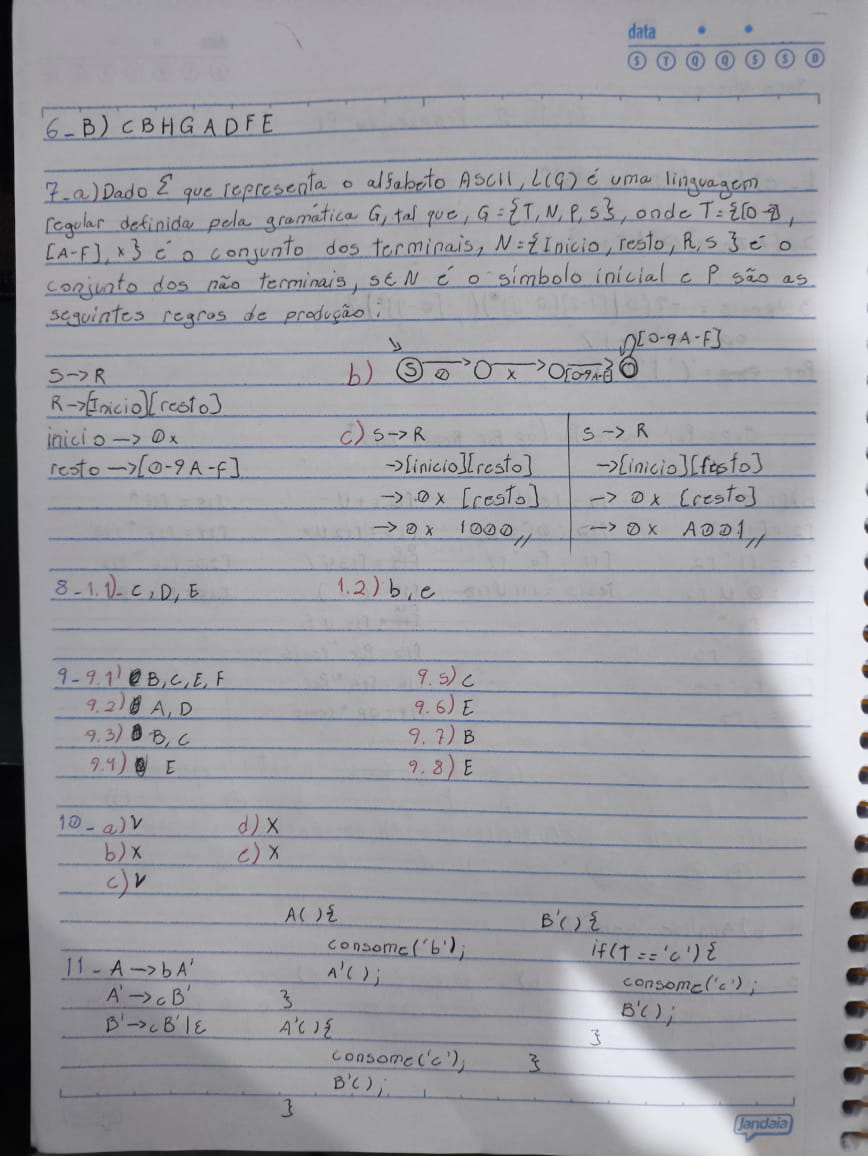 data
S T Q Q S S D
6-B) CBHGADFE
7-a) Dado Σ que representa o alfabeto ASCII, L(G) é uma linguagem
regular definida pela gramática G, tal que, G={T, N, P, S}, onde T={[0-9],
[A-F], x} é o conjunto dos terminais, N={Inicio, resto, R, S} é o
conjunto dos não terminais, S∈N é o símbolo inicial e P são as
seguintes regras de produção:
S→R
R→[Inicio][resto]
inicio→0x
resto→[0-9A-F]
b) S 0 x [0-9A-F] [0-9A-F]
c) S→R
→[inicio][resto]
→0x [resto]
→0x 1000//
S→R
→[inicio][resto]
→0x [resto]
→0x A001//
8-1.1)- C, D, E
1.2) b, e
9-9.1) B, C, E, F
9.2) A, D
9.3) B, C
9.4) E
9.5) C
9.6) E
9.7) B
9.8) E
10-a) V
b) X
c) V
d) X
e) X
11-A→bA'
A'→cB'
B'→cB'|ε
A(){
consome('b');
A'();
}
A'(){
consome('c');
B'();
}
B'(){
if(T=='c'){
consome('c');
B'();
}
}
Jandaia